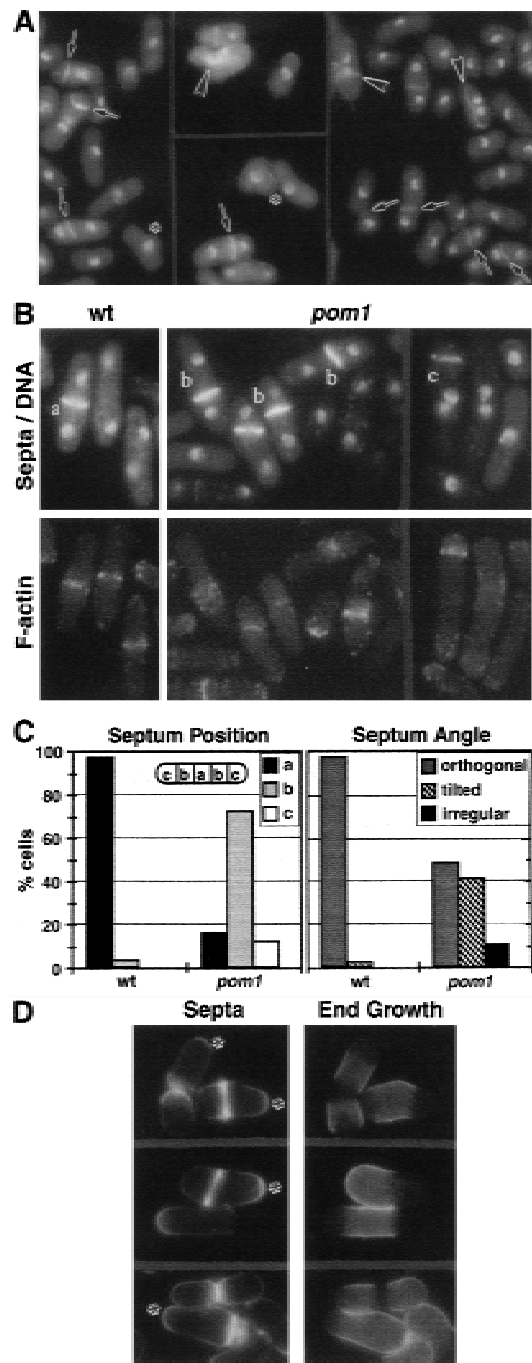 A
B
wt
pom1
Septa / DNA
a
b
b
b
c
F-actin
C
Septum Position
Septum Angle
100
80
60
40
20
0
% cells
c b a b c
a
b
c
orthogonal
tilted
irregular
wt
pom1
wt
pom1
D
Septa
End Growth